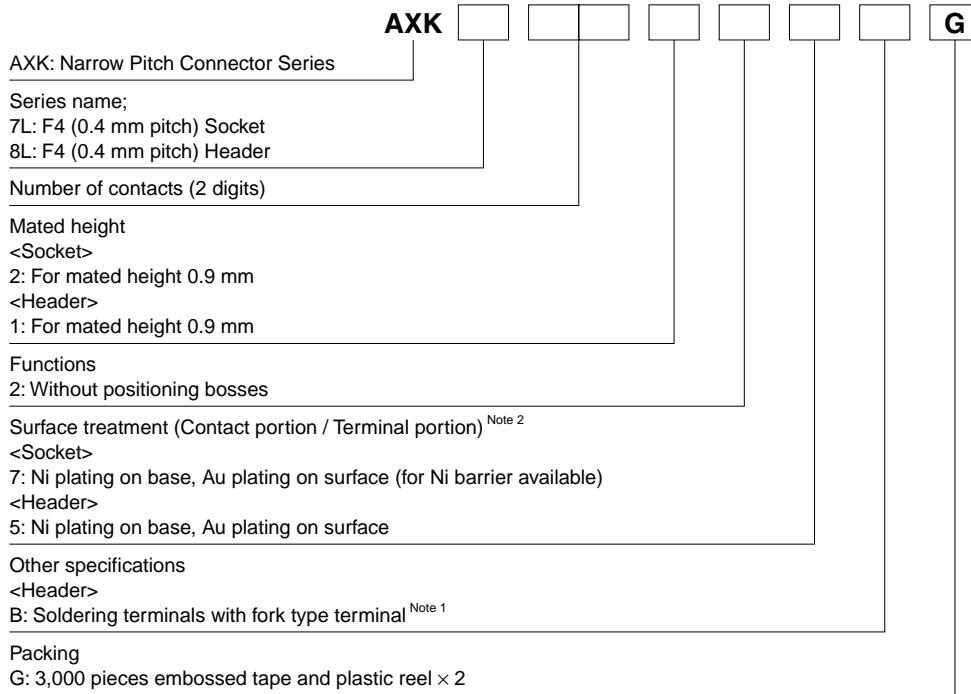 AXK G
AXK: Narrow Pitch Connector Series
Series name;
7L: F4 (0.4 mm pitch) Socket
8L: F4 (0.4 mm pitch) Header
Number of contacts (2 digits)
Mated height
<Socket>
2: For mated height 0.9 mm
<Header>
1: For mated height 0.9 mm
Functions
2: Without positioning bosses
Surface treatment (Contact portion / Terminal portion) Note 2
<Socket>
7: Ni plating on base, Au plating on surface (for Ni barrier available)
<Header>
5: Ni plating on base, Au plating on surface
Other specifications
<Header>
B: Soldering terminals with fork type terminal Note 1
Packing
G: 3,000 pieces embossed tape and plastic reel × 2